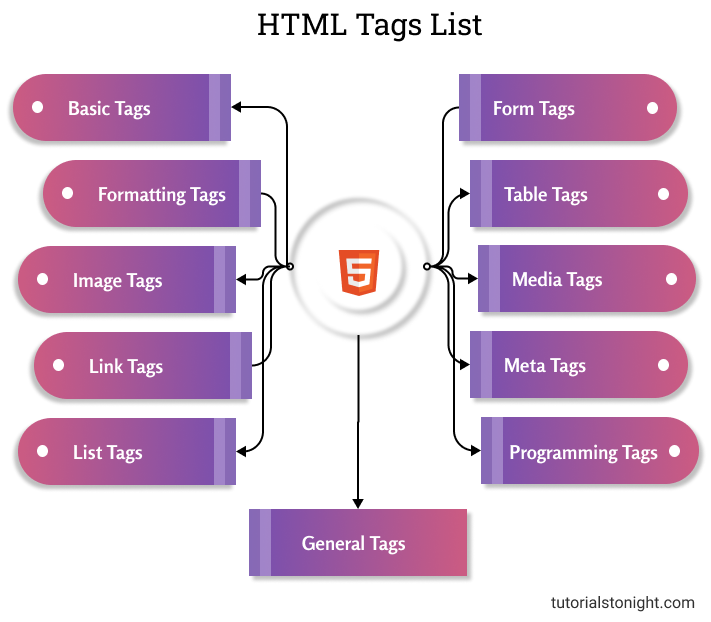 HTML Tags List
Basic Tags
Formatting Tags
Image Tags
Link Tags
List Tags
Form Tags
Table Tags
Media Tags
Meta Tags
Programming Tags
5
General Tags
tutorialstonight.com